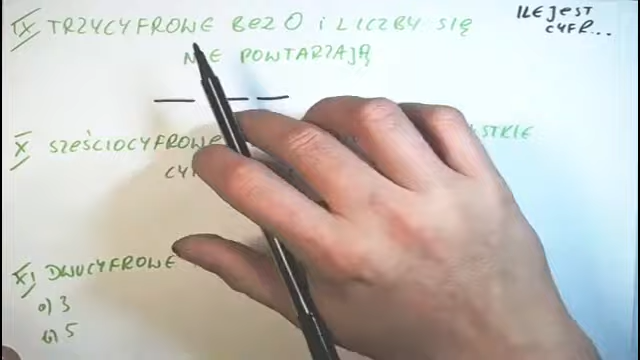 IX TRZYCYFROWE BEZ 0 i LICZBY SIĘ
NIE POWTARZAJĄ
ILE JEST
CYFR...
X SZEŚCIOCYFROWE
XI DWUCYFROWE
a) 3
b) 5